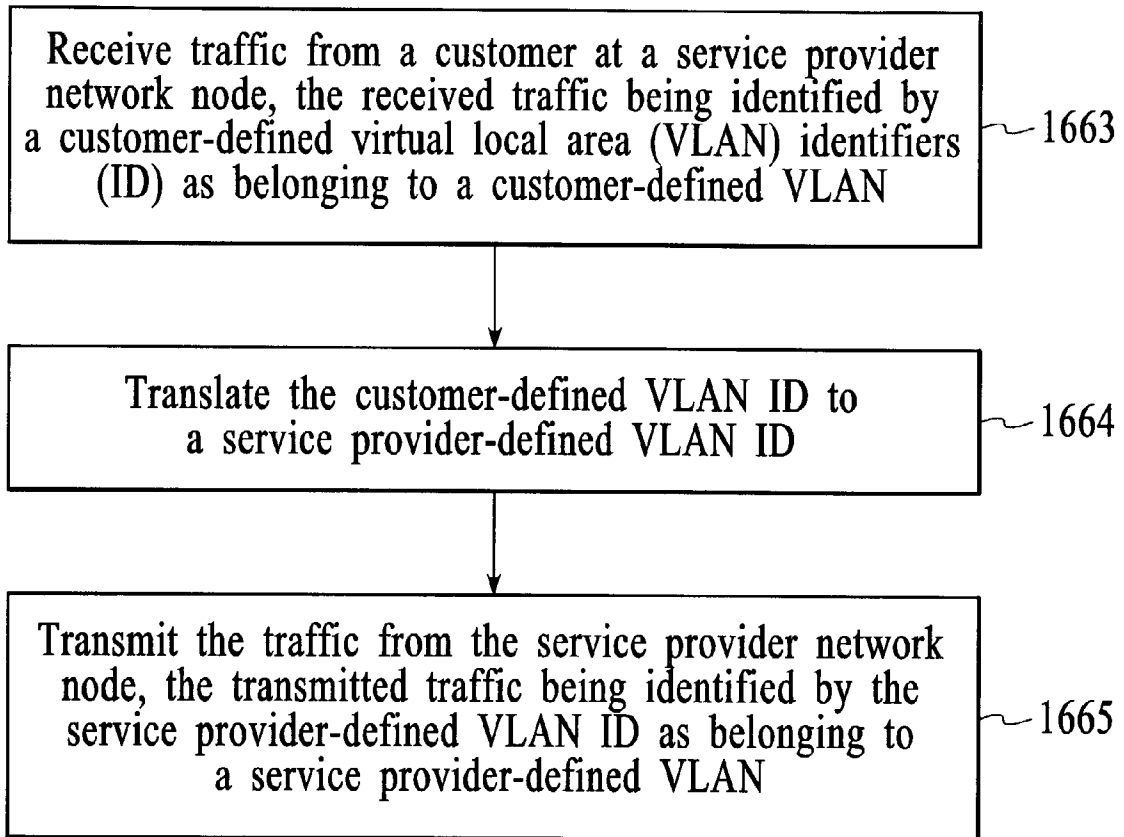 Receive traffic from a customer at a service provider
network node, the received traffic being identified by
a customer-defined virtual local area (VLAN) identifiers
(ID) as belonging to a customer-defined VLAN
1663
Translate the customer-defined VLAN ID to
a service provider-defined VLAN ID
1664
Transmit the traffic from the service provider network
node, the transmitted traffic being identified by the
service provider-defined VLAN ID as belonging to
a service provider-defined VLAN
1665